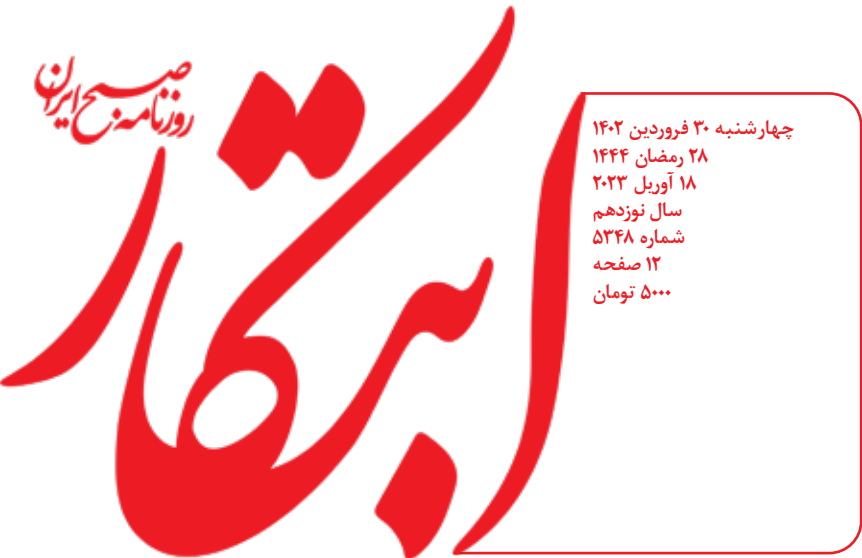 ابتکار
روزنامه صبح ایران
چهارشنبه ۳۰ فروردین ۱۴۰۲
۲۸ رمضان ۱۴۴۴
۱۸ آوریل ۲۰۲۳
سال نوزدهم
شماره ۵۳۴۸
۱۲ صفحه
۵۰۰۰ تومان